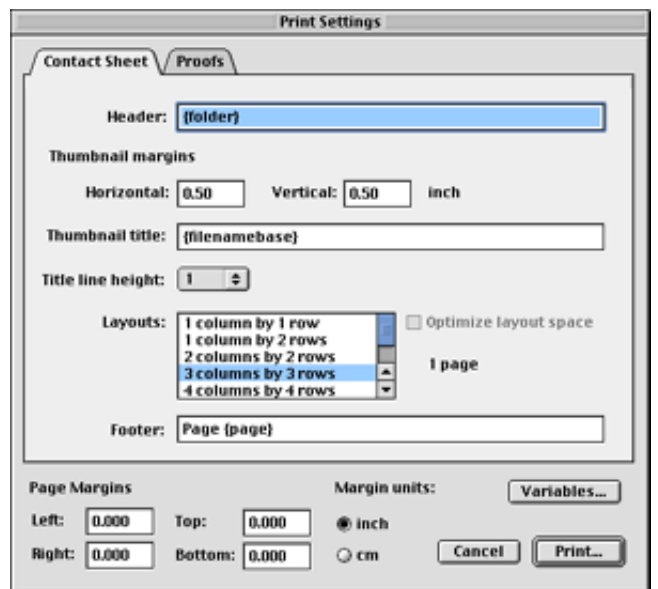 Print Settings
Contact Sheet Proofs
Header: {folder}
Thumbnail margins
Horizontal: 0.50 Vertical: 0.50 inch
Thumbnail title: {filenamebase}
Title line height: 1
Layouts: 1 column by 1 row Optimize layout space
1 column by 2 rows
2 columns by 2 rows
3 columns by 3 rows 1 page
4 columns by 4 rows
Footer: Page {page}
Page Margins Margin units: Variables...
Left: 0.000 Top: 0.000 inch
Right: 0.000 Bottom: 0.000 cm Cancel Print...